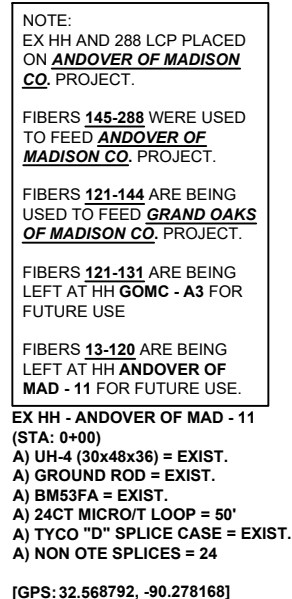 NOTE:
EX HH AND 288 LCP PLACED
ON ANDOVER OF MADISON
CO. PROJECT.
FIBERS 145-288 WERE USED
TO FEED ANDOVER OF
MADISON CO. PROJECT.
FIBERS 121-144 ARE BEING
USED TO FEED GRAND OAKS
OF MADISON CO. PROJECT.
FIBERS 121-131 ARE BEING
LEFT AT HH GOMC - A3 FOR
FUTURE USE
FIBERS 13-120 ARE BEING
LEFT AT HH ANDOVER OF
MAD - 11 FOR FUTURE USE.
EX HH - ANDOVER OF MAD - 11
(STA: 0+00)
A) UH-4 (30x48x36) = EXIST.
A) GROUND ROD = EXIST.
A) BM53FA = EXIST.
A) 24CT MICRO/T LOOP = 50'
A) TYCO "D" SPLICE CASE = EXIST.
A) NON OTE SPLICES = 24
[GPS: 32.568792, -90.278168]